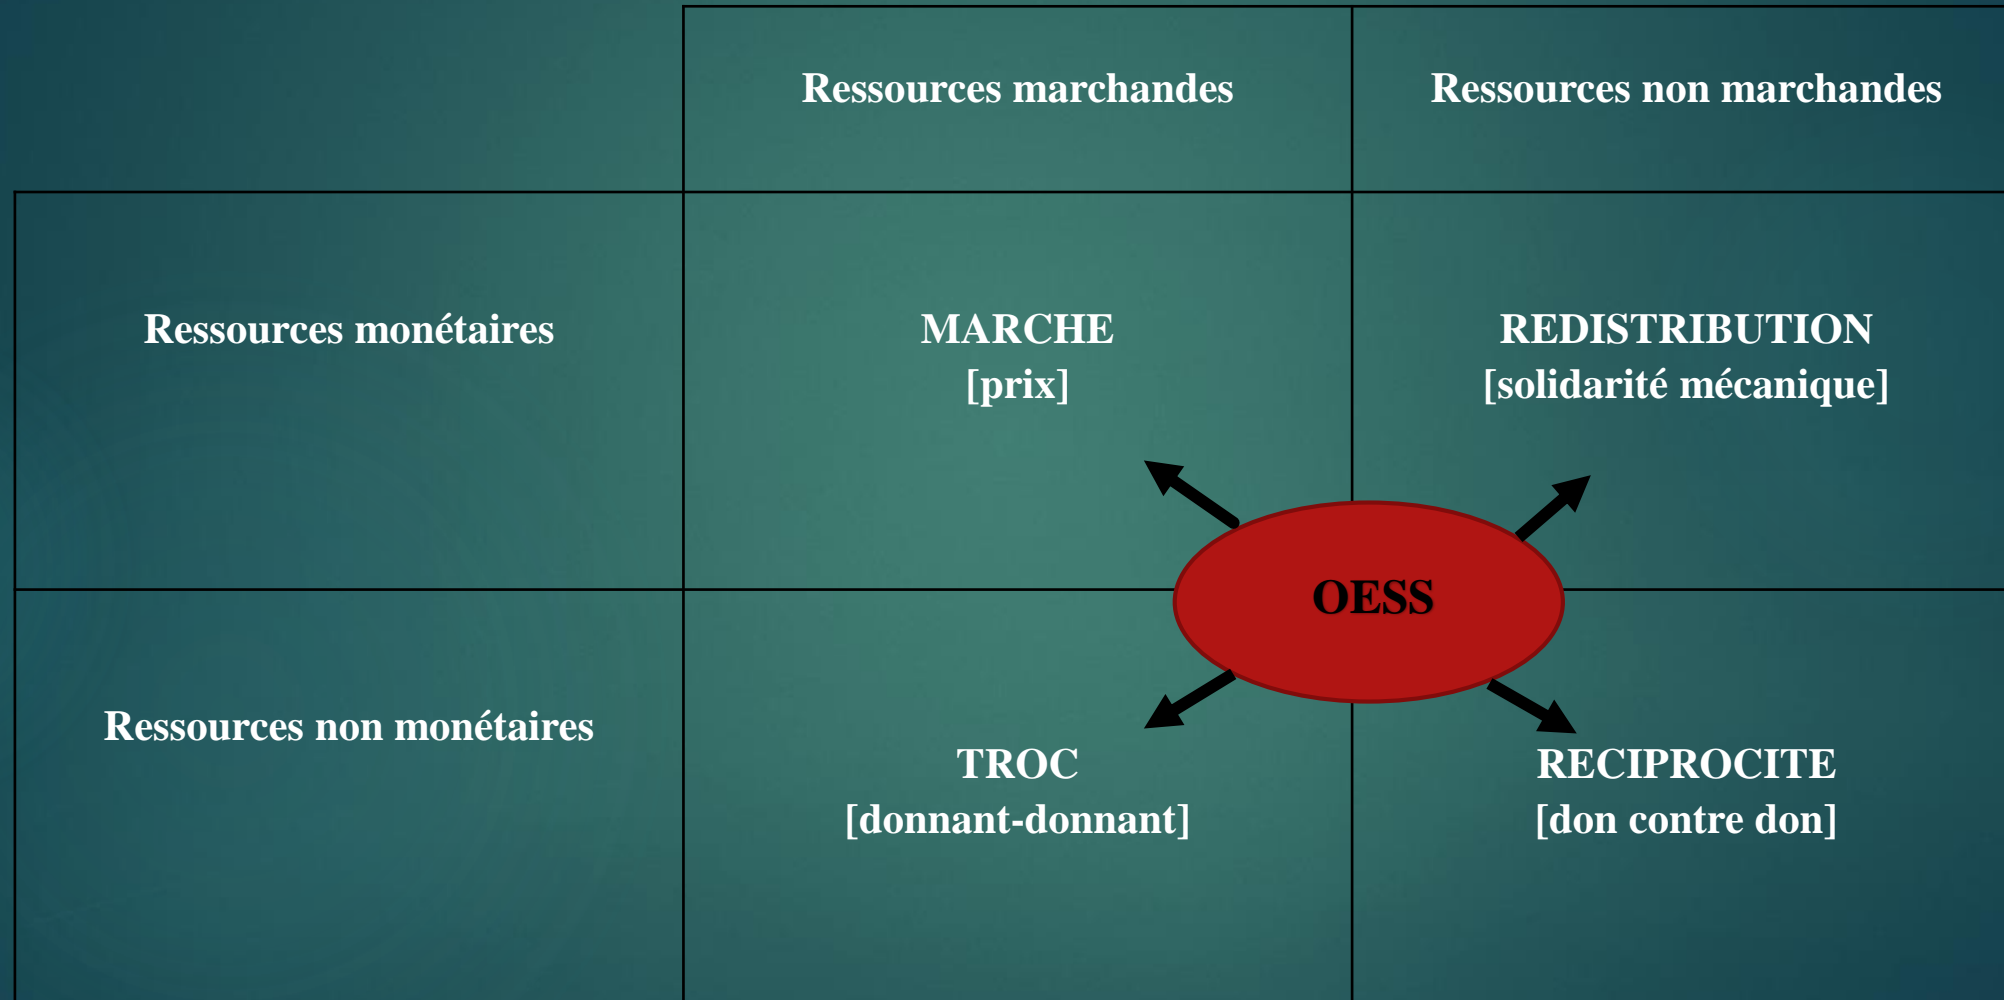 Ressources marchandes
Ressources non marchandes
Ressources monétaires
MARCHE
[prix]
REDISTRIBUTION
[solidarité mécanique]
OESS
Ressources non monétaires
TROC
[donnant-donnant]
RECIPROCITE
[don contre don]